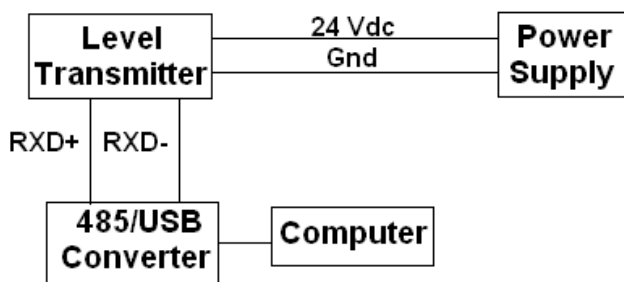 Level
Transmitter
24 Vdc
Gnd
Power
Supply
RXD+
RXD-
485/USB
Converter
Computer